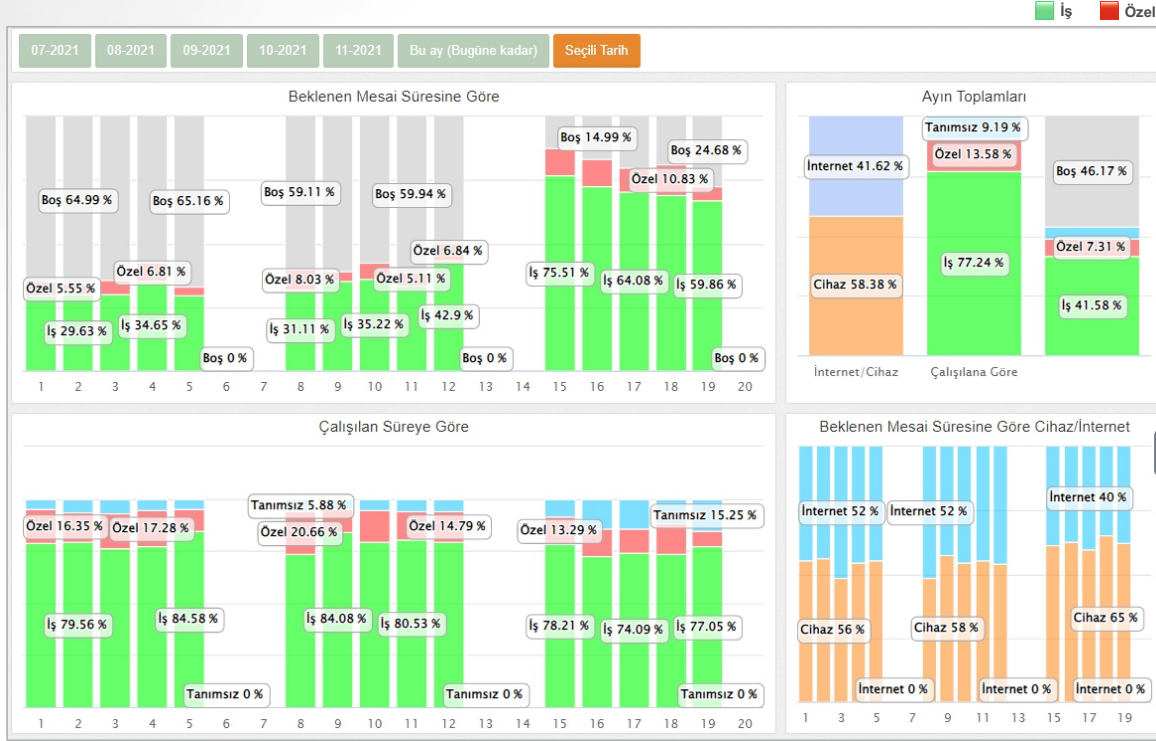 İş Özel
07-2021 08-2021 09-2021 10-2021 11-2021 Bu ay (Bugüne kadar) Seçili Tarih
Beklenen Mesai Süresine Göre
Boş 64.99 %
Boş 65.16 %
Boş 59.11 %
Boş 59.94 %
Boş 14.99 %
Boş 24.68 %
Özel 5.55 %
Özel 6.81 %
Özel 8.03 %
Özel 5.11 %
Özel 6.84 %
Özel 10.83 %
İş 29.63 %
İş 34.65 %
İş 31.11 %
İş 35.22 %
İş 42.9 %
İş 75.51 %
İş 64.08 %
İş 59.86 %
Boş 0 %
Boş 0 %
Boş 0 %
1 2 3 4 5 6 7 8 9 10 11 12 13 14 15 16 17 18 19 20
Ayın Toplamları
İnternet 41.62 %
Cihaz 58.38 %
Tanımsız 9.19 %
Özel 13.58 %
İş 77.24 %
Boş 46.17 %
Özel 7.31 %
İş 41.58 %
İnternet/Cihaz Çalışılana Göre
Çalışılan Süreye Göre
Özel 16.35 %
Özel 17.28 %
Tanımsız 5.88 %
Özel 20.66 %
Özel 14.79 %
Özel 13.29 %
Tanımsız 15.25 %
İş 79.56 %
İş 84.58 %
İş 84.08 %
İş 80.53 %
İş 78.21 %
İş 74.09 %
İş 77.05 %
Tanımsız 0 %
Tanımsız 0 %
Tanımsız 0 %
1 2 3 4 5 6 7 8 9 10 11 12 13 14 15 16 17 18 19 20
Beklenen Mesai Süresine Göre Cihaz/İnternet
İnternet 52 %
İnternet 52 %
İnternet 40 %
Cihaz 56 %
Cihaz 58 %
Cihaz 65 %
İnternet 0 %
İnternet 0 %
İnternet 0 %
1 3 5 7 9 11 13 15 17 19